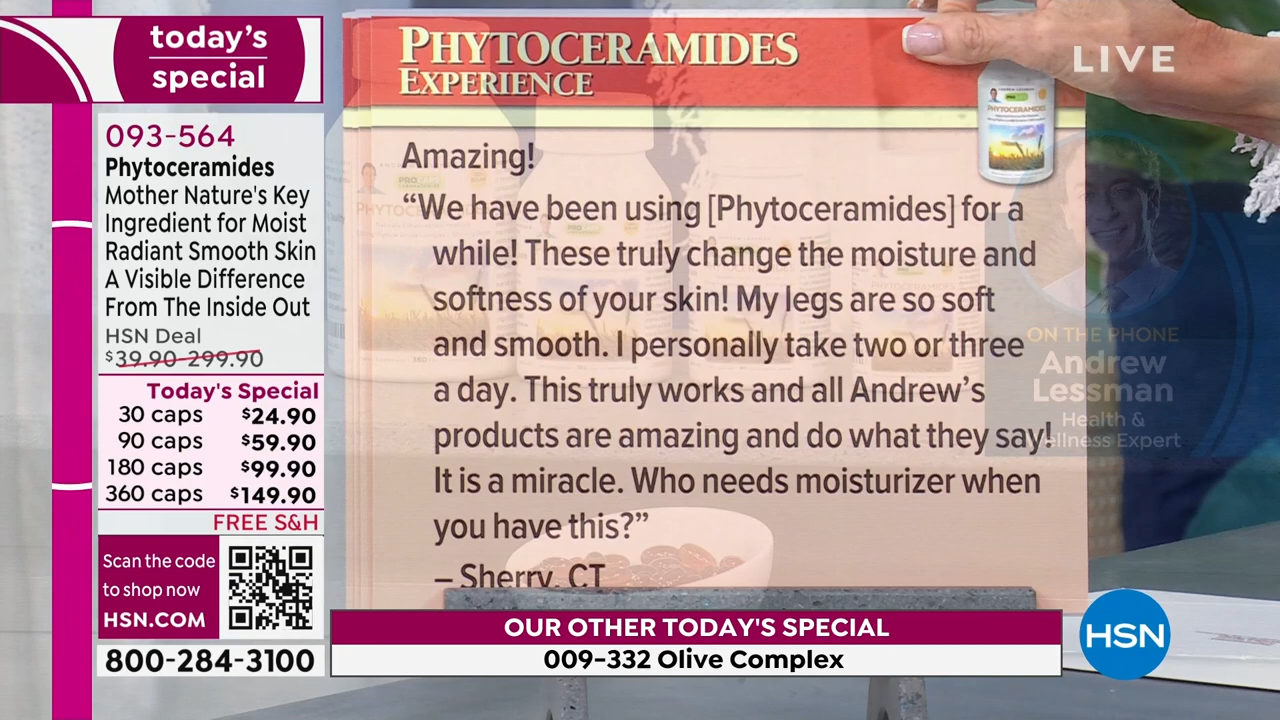 today's
special
093-564
Phytoceramides
Mother Nature's Key
Ingredient for Moist
Radiant Smooth Skin
A Visible Difference
From The Inside Out
HSN Deal
$39.90-299.90
Today's Special
30 caps $24.90
90 caps $59.90
180 caps $99.90
360 caps $149.90
FREE S&H
Scan the code
to shop now
HSN.COM
800-284-3100
PHYTOCERAMIDES
EXPERIENCE
LIVE
PHYTOCERAMIDES
Amazing!
“We have been using [Phytoceramides] for a
while! These truly change the moisture and
softness of your skin! My legs are so soft
and smooth. I personally take two or three
a day. This truly works and all Andrew’s
products are amazing and do what they say!
It is a miracle. Who needs moisturizer when
you have this?”
– Sherry, CT
ON THE PHONE
Andrew
Lessman
Health &
Wellness Expert
OUR OTHER TODAY'S SPECIAL
009-332 Olive Complex
HSN